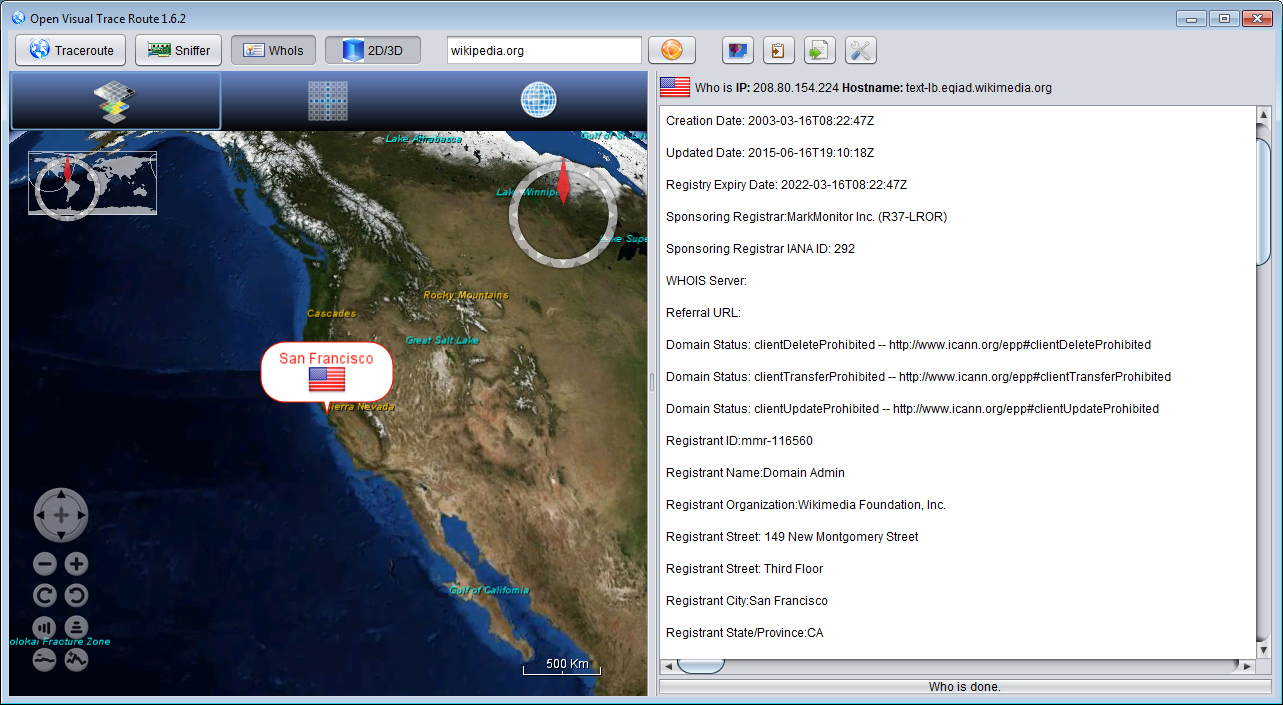 Open Visual Trace Route 1.6.2
Traceroute
Sniffer
WhoIs
2D/3D
wikipedia.org
Who is IP: 208.80.154.224 Hostname: text-lb.eqiad.wikimedia.org
Lake Athabasca
Lake Winnipe
Rocky Mountains
Cascades
Great Salt Lake
San Francisco
Sierra Nevada
Gulf of California
olokai Fracture Zone
500 Km
Creation Date: 2003-03-16T08:22:47Z
Updated Date: 2015-06-16T19:10:18Z
Registry Expiry Date: 2022-03-16T08:22:47Z
Sponsoring Registrar:MarkMonitor Inc. (R37-LROR)
Sponsoring Registrar IANA ID: 292
WHOIS Server:
Referral URL:
Domain Status: clientDeleteProhibited -- http://www.icann.org/epp#clientDeleteProhibited
Domain Status: clientTransferProhibited -- http://www.icann.org/epp#clientTransferProhibited
Domain Status: clientUpdateProhibited -- http://www.icann.org/epp#clientUpdateProhibited
Registrant ID:mmr-116560
Registrant Name:Domain Admin
Registrant Organization:Wikimedia Foundation, Inc.
Registrant Street: 149 New Montgomery Street
Registrant Street: Third Floor
Registrant City:San Francisco
Registrant State/Province:CA
Who is done.